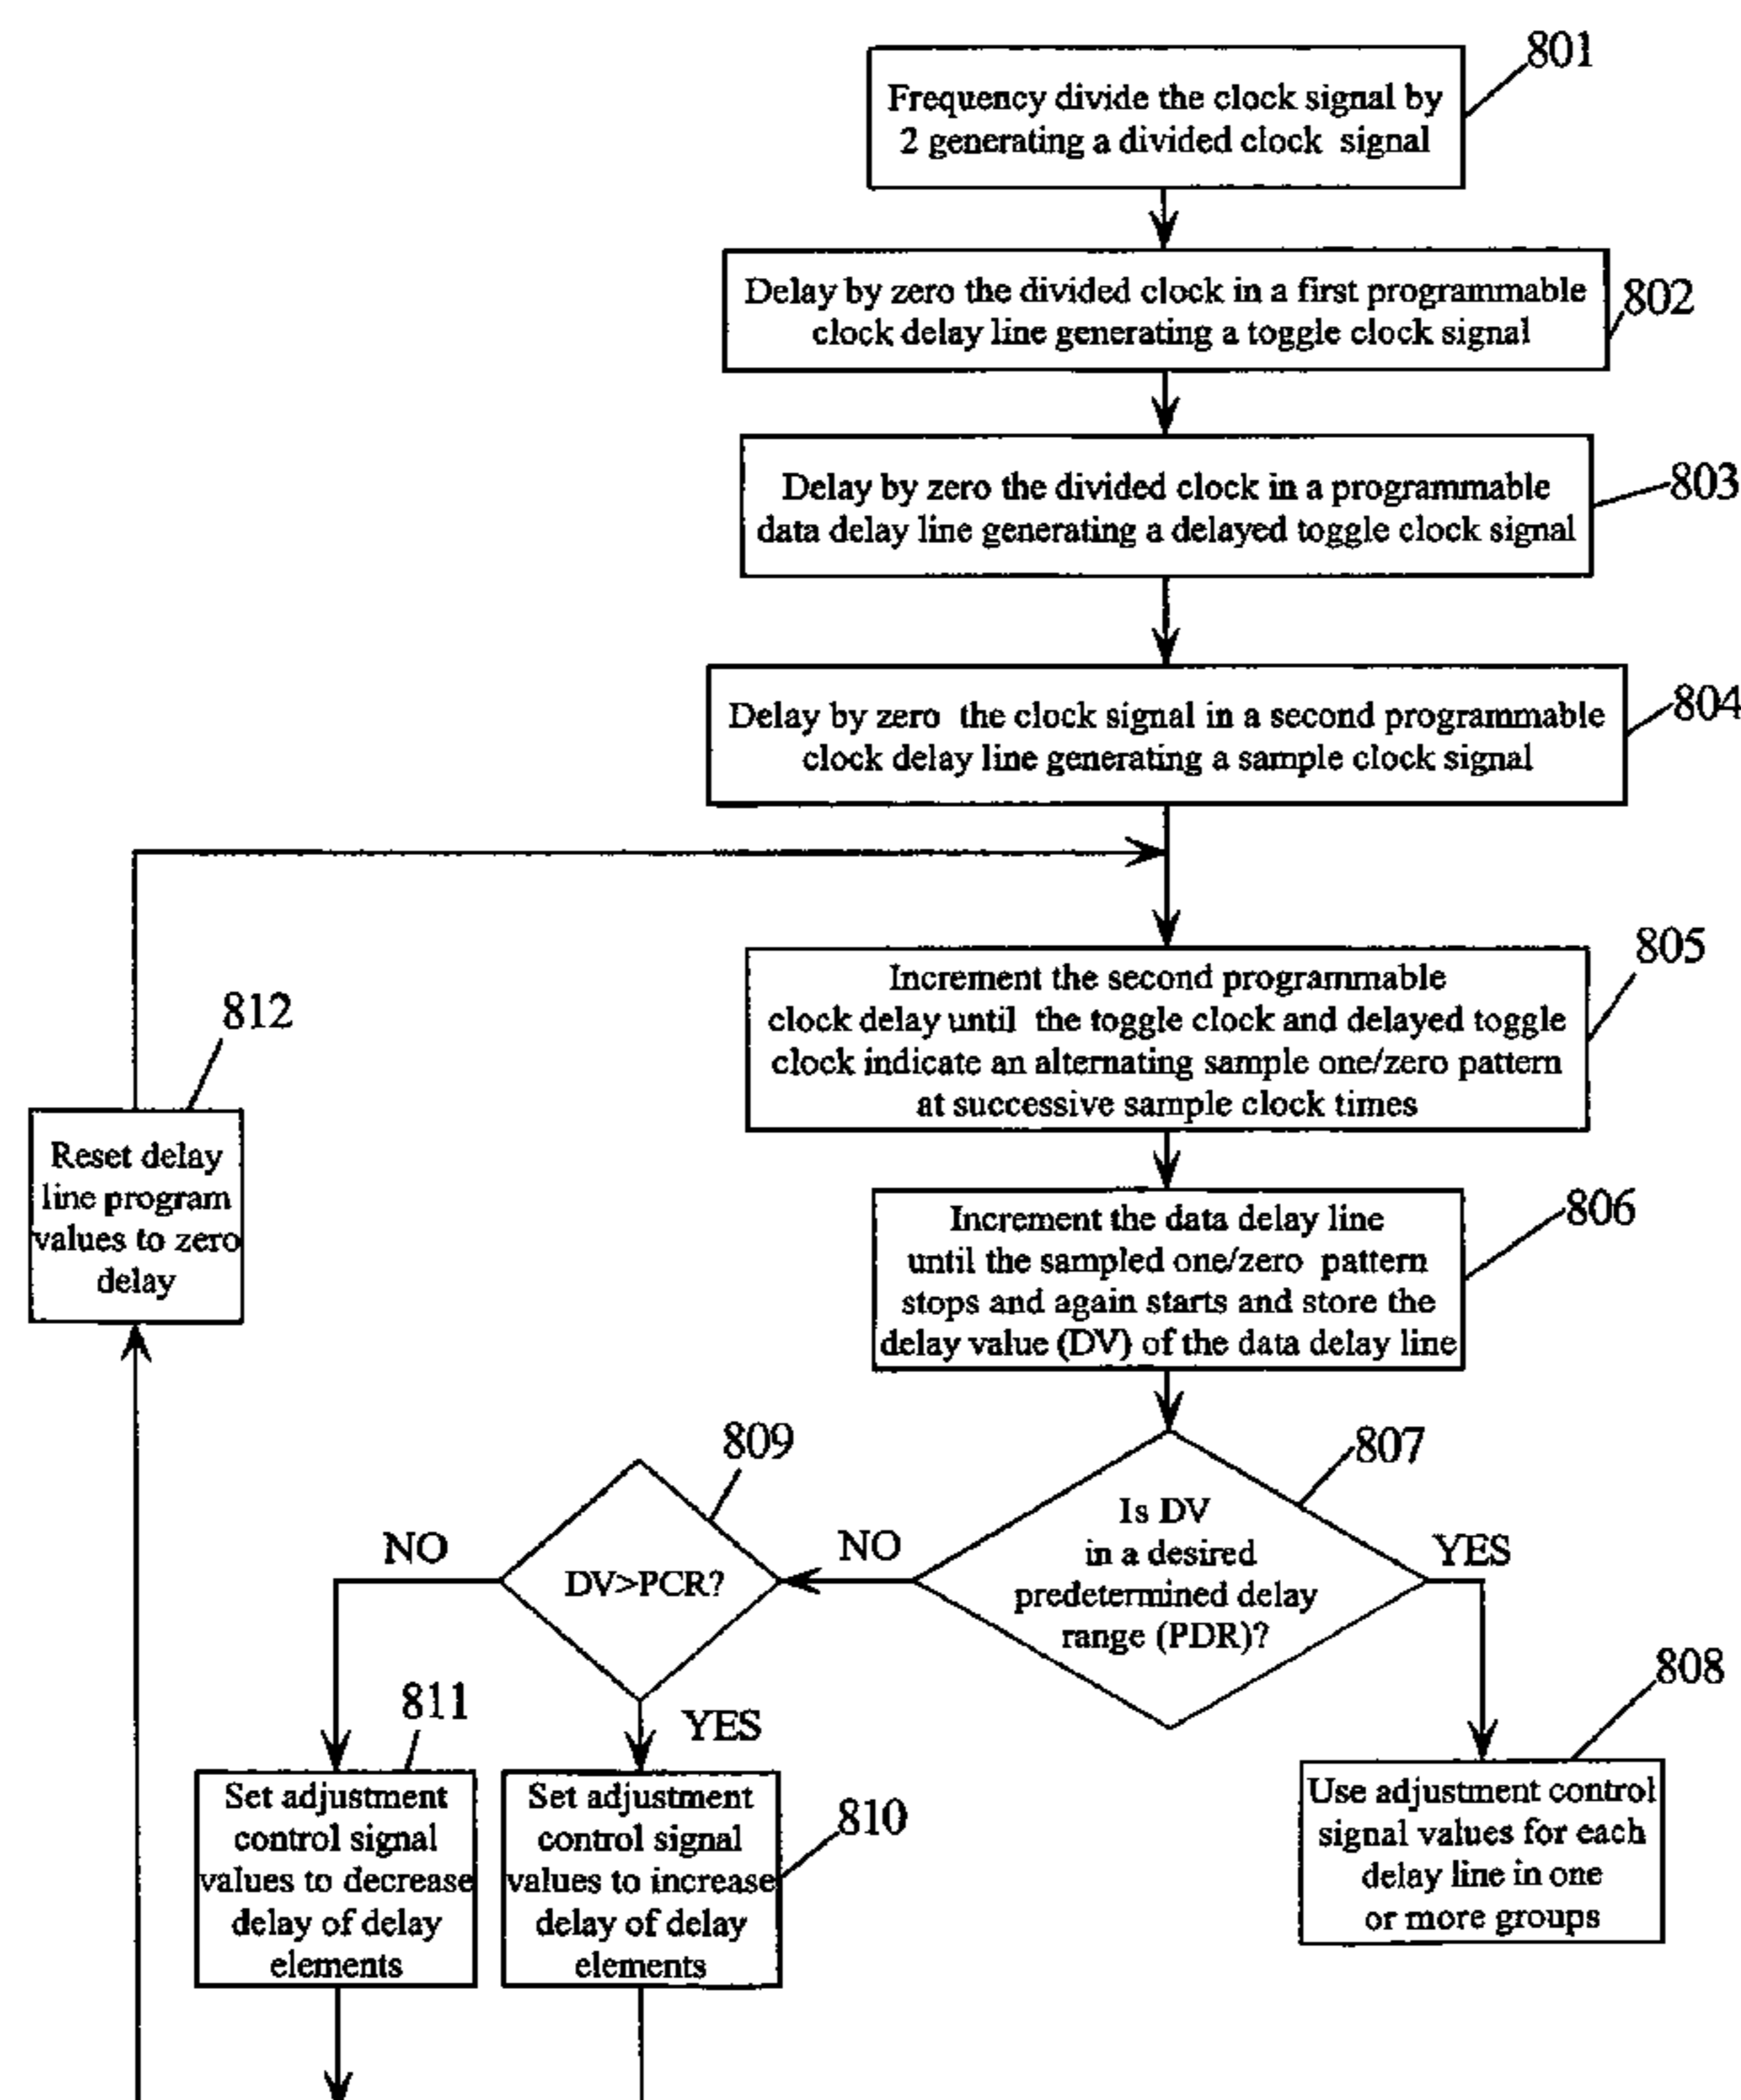 801
Frequency divide the clock signal by
2 generating a divided clock signal
Delay by zero the divided clock in a first programmable
clock delay line generating a toggle clock signal
802
Delay by zero the divided clock in a programmable
data delay line generating a delayed toggle clock signal
803
Delay by zero the clock signal in a second programmable
clock delay line generating a sample clock signal
804
805
Increment the second programmable
clock delay until the toggle clock and delayed toggle
clock indicate an alternating sample one/zero pattern
at successive sample clock times
812
Reset delay
line program
values to zero
delay
806
Increment the data delay line
until the sampled one/zero pattern
stops and again starts and store the
delay value (DV) of the data delay line
807
Is DV
in a desired
predetermined delay
range (PDR)?
YES
NO
809
DV>PCR?
NO
YES
808
Use adjustment control
signal values for each
delay line in one
or more groups
811
Set adjustment
control signal
values to decrease
delay of delay
elements
810
Set adjustment
control signal
values to increase
delay of delay
elements